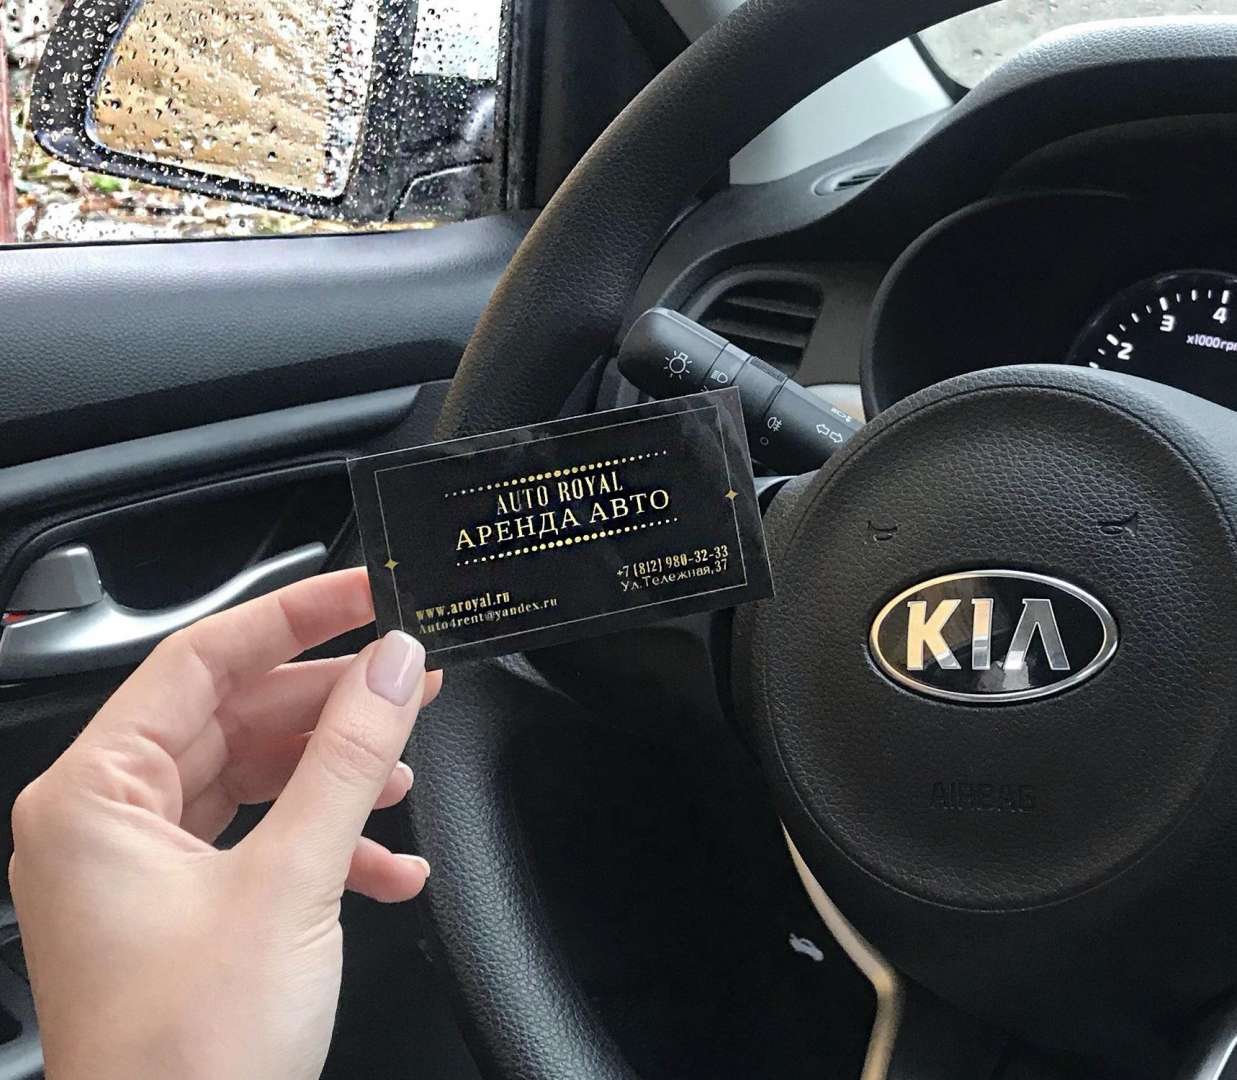 2
3
4
x1000rpm
AUTO ROYAL
АРЕНДА АВТО
+7 (812) 980-32-33
Ул.Тележная,37
www.aroyal.ru
Auto4rent@yandex.ru
KIA
AIRBAG